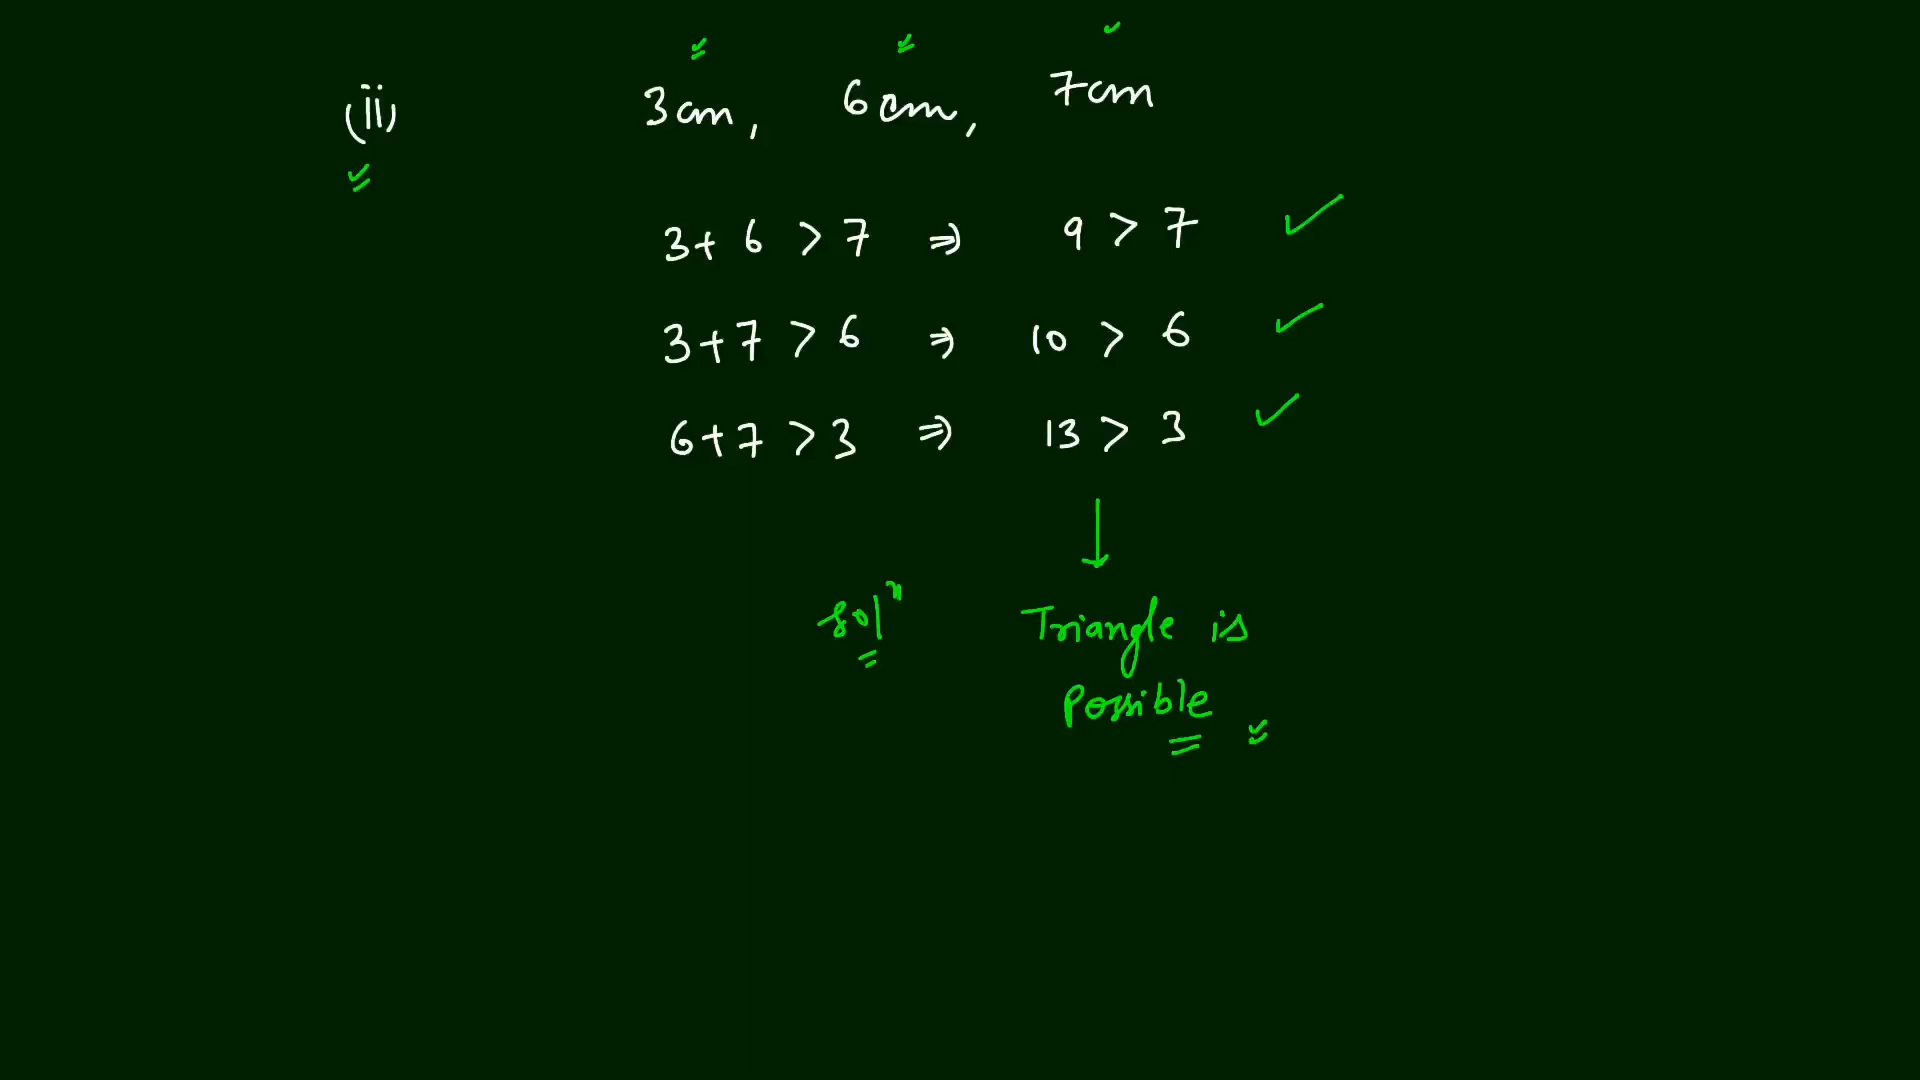 (ii) 3cm, 6cm, 7cm
3+6 > 7 ⇒ 9 > 7 ✓
3+7 > 6 ⇒ 10 > 6 ✓
6+7 > 3 ⇒ 13 > 3 ✓
↓
Solⁿ Triangle is
Possible